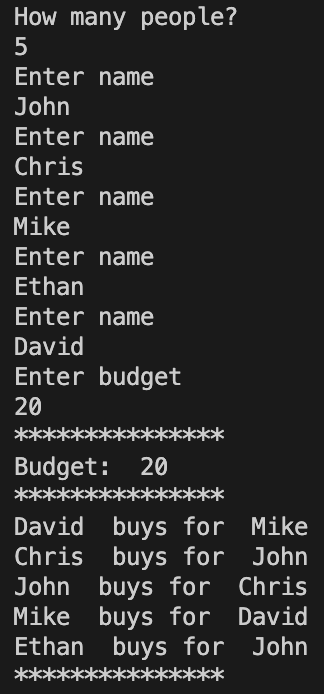 How many people?
5
Enter name
John
Enter name
Chris
Enter name
Mike
Enter name
Ethan
Enter name
David
Enter budget
20
***************
Budget:  20
***************
David  buys for  Mike
Chris  buys for  John
John  buys for  Chris
Mike  buys for  David
Ethan  buys for  John
***************